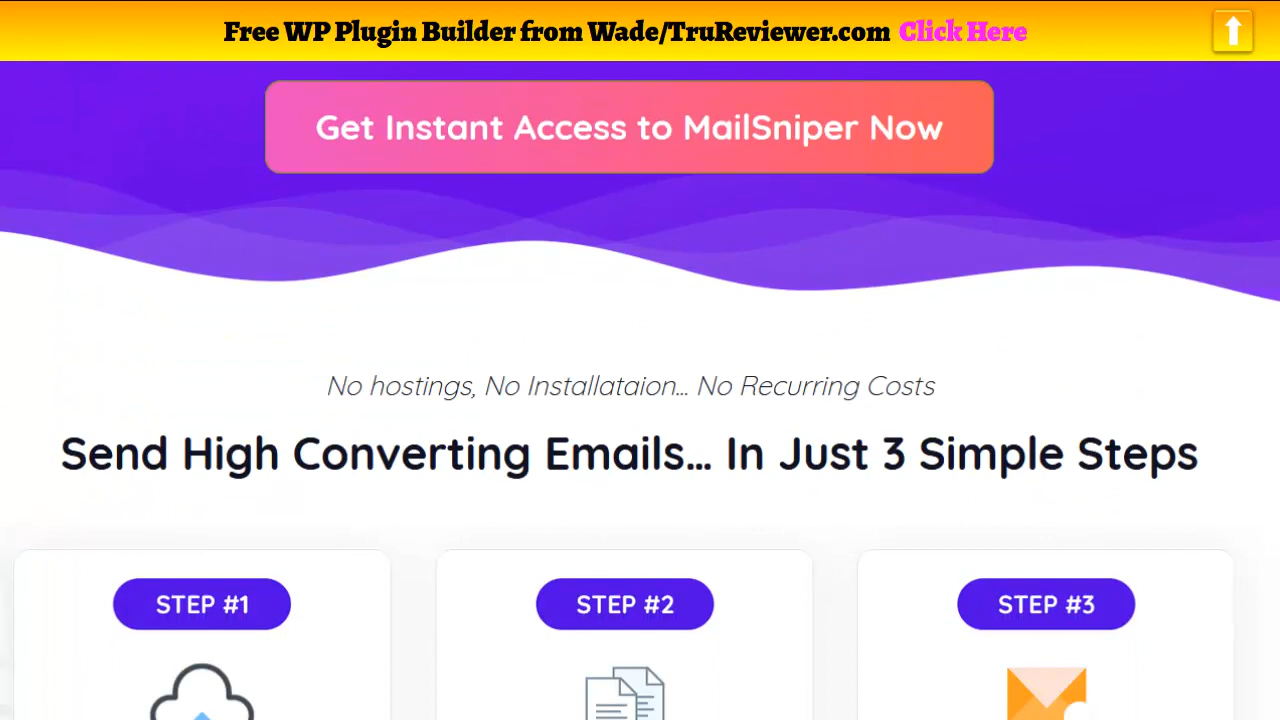 Free WP Plugin Builder from Wade/TruReviewer.com Click Here
Get Instant Access to MailSniper Now
No hostings, No Installataion... No Recurring Costs
Send High Converting Emails... In Just 3 Simple Steps
STEP #1
STEP #2
STEP #3